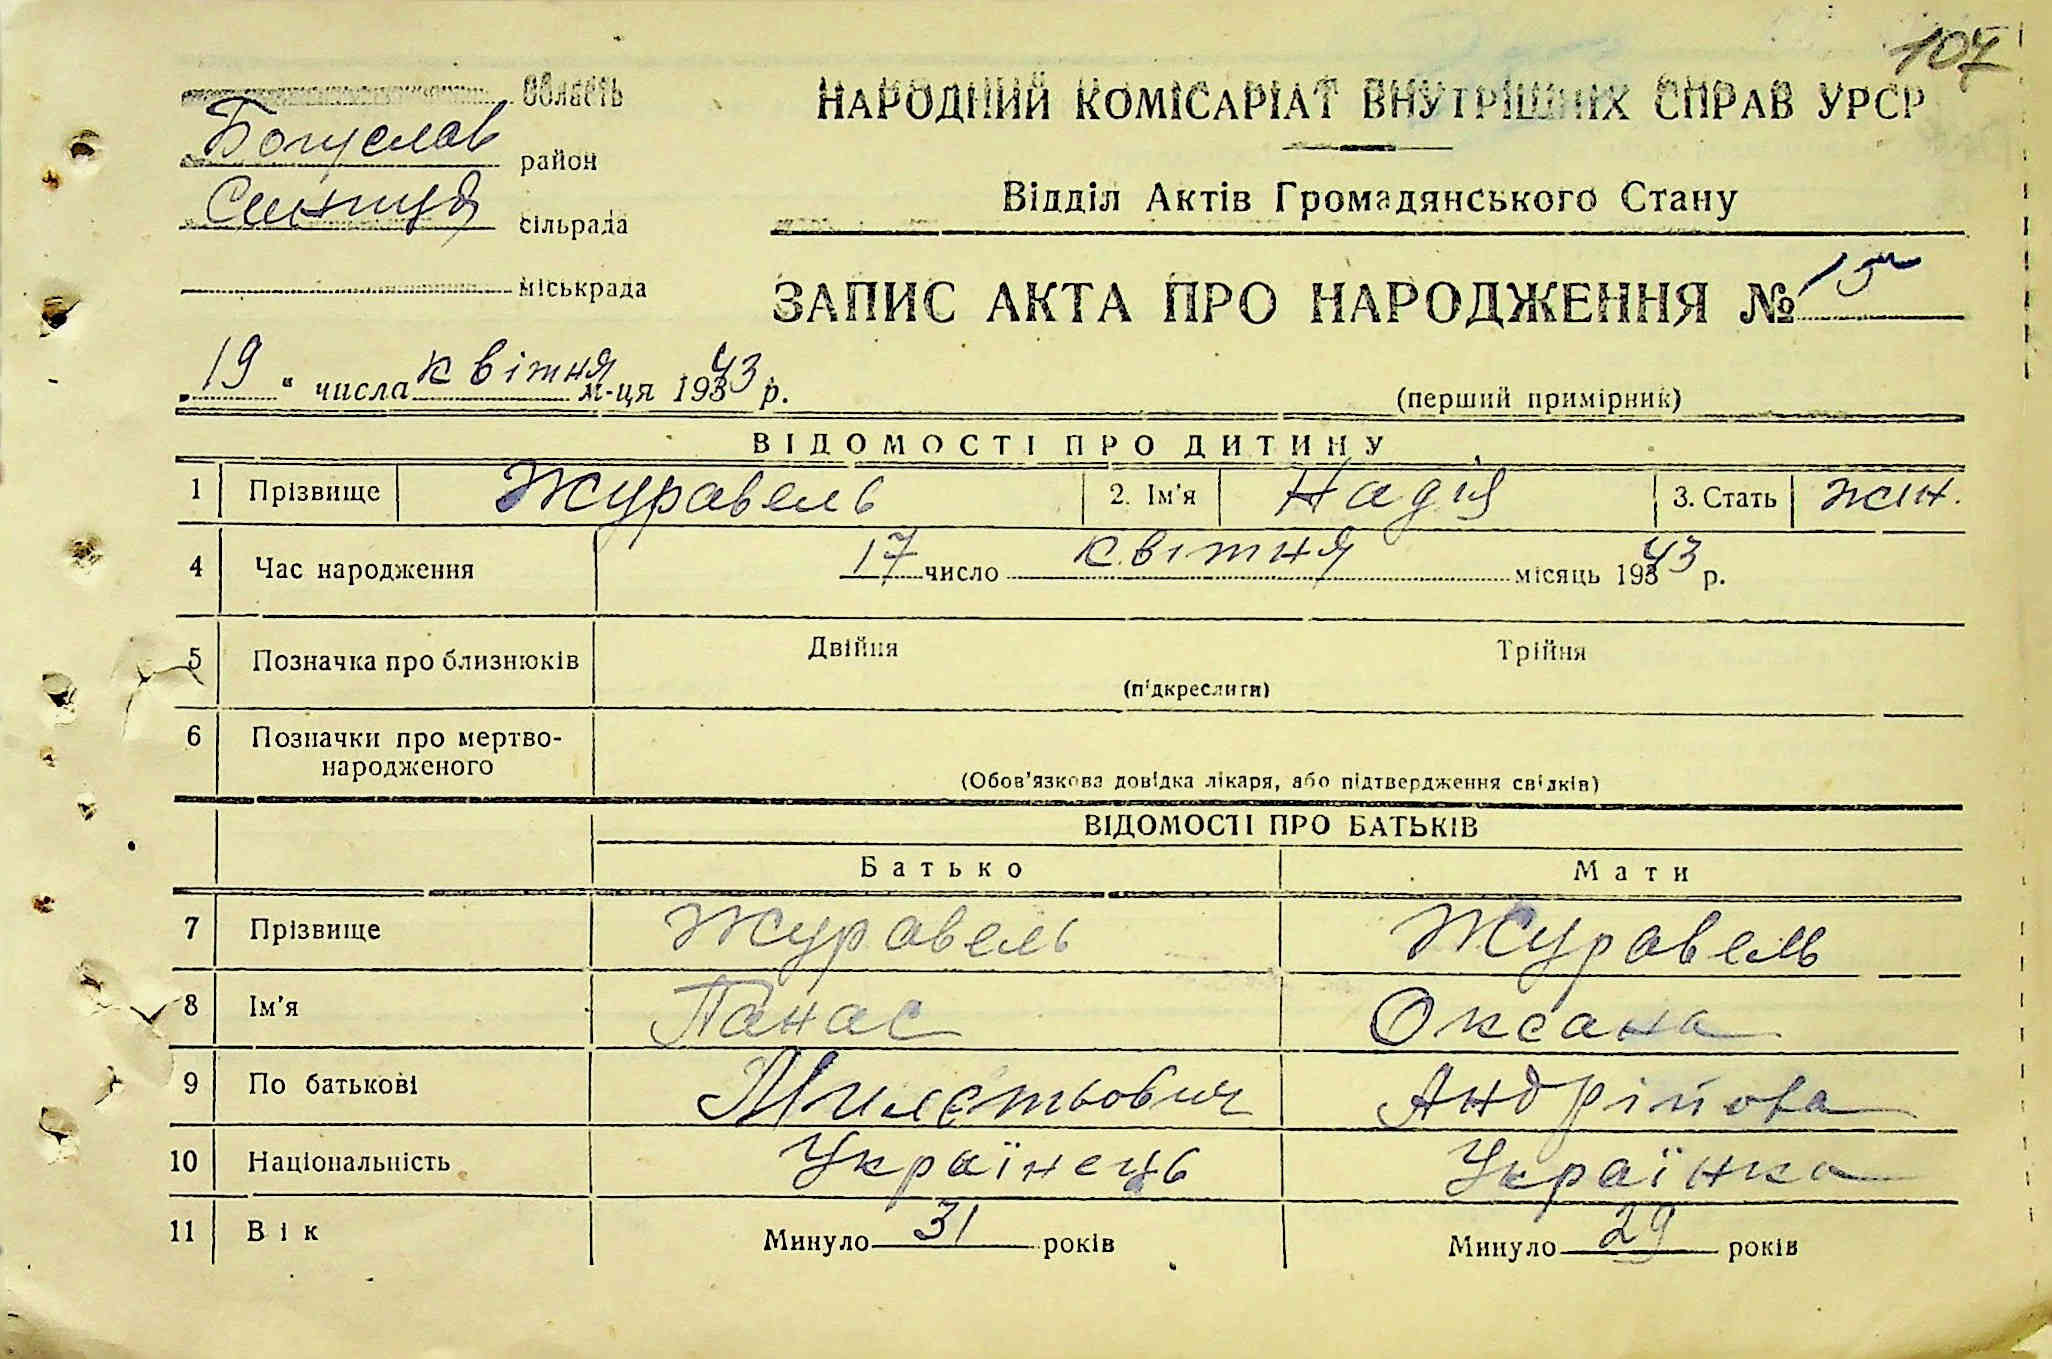 107
Область
НАРОДНИЙ КОМІСАРІАТ ВНУТРІШНІХ СПРАВ УРСР
Богуслав район
Синиця сільрада
Відділ Актів Громадянського Стану
міськрада
ЗАПИС АКТА ПРО НАРОДЖЕННЯ № 15
„19“ числа квітня м-ця 1943 р.
(перший примірник)
ВІДОМОСТІ ПРО ДИТИНУ
1 Прізвище Журавель 2. Ім'я Надія 3. Стать жін.
4 Час народження 17 число квітня місяць 1943 р.
5 Позначка про близнюків Двійня Трійня
(підкреслити)
6 Позначки про мертво-
народженого
(Обов'язкова довідка лікаря, або підтвердження свідків)
ВІДОМОСТІ ПРО БАТЬКІВ
Батько Мати
7 Прізвище Журавель Журавель
8 Ім'я Панас Оксана
9 По батькові Милетьович Андрійова
10 Національність Українець Українка
11 Вік Минуло 31 років Минуло 29 років